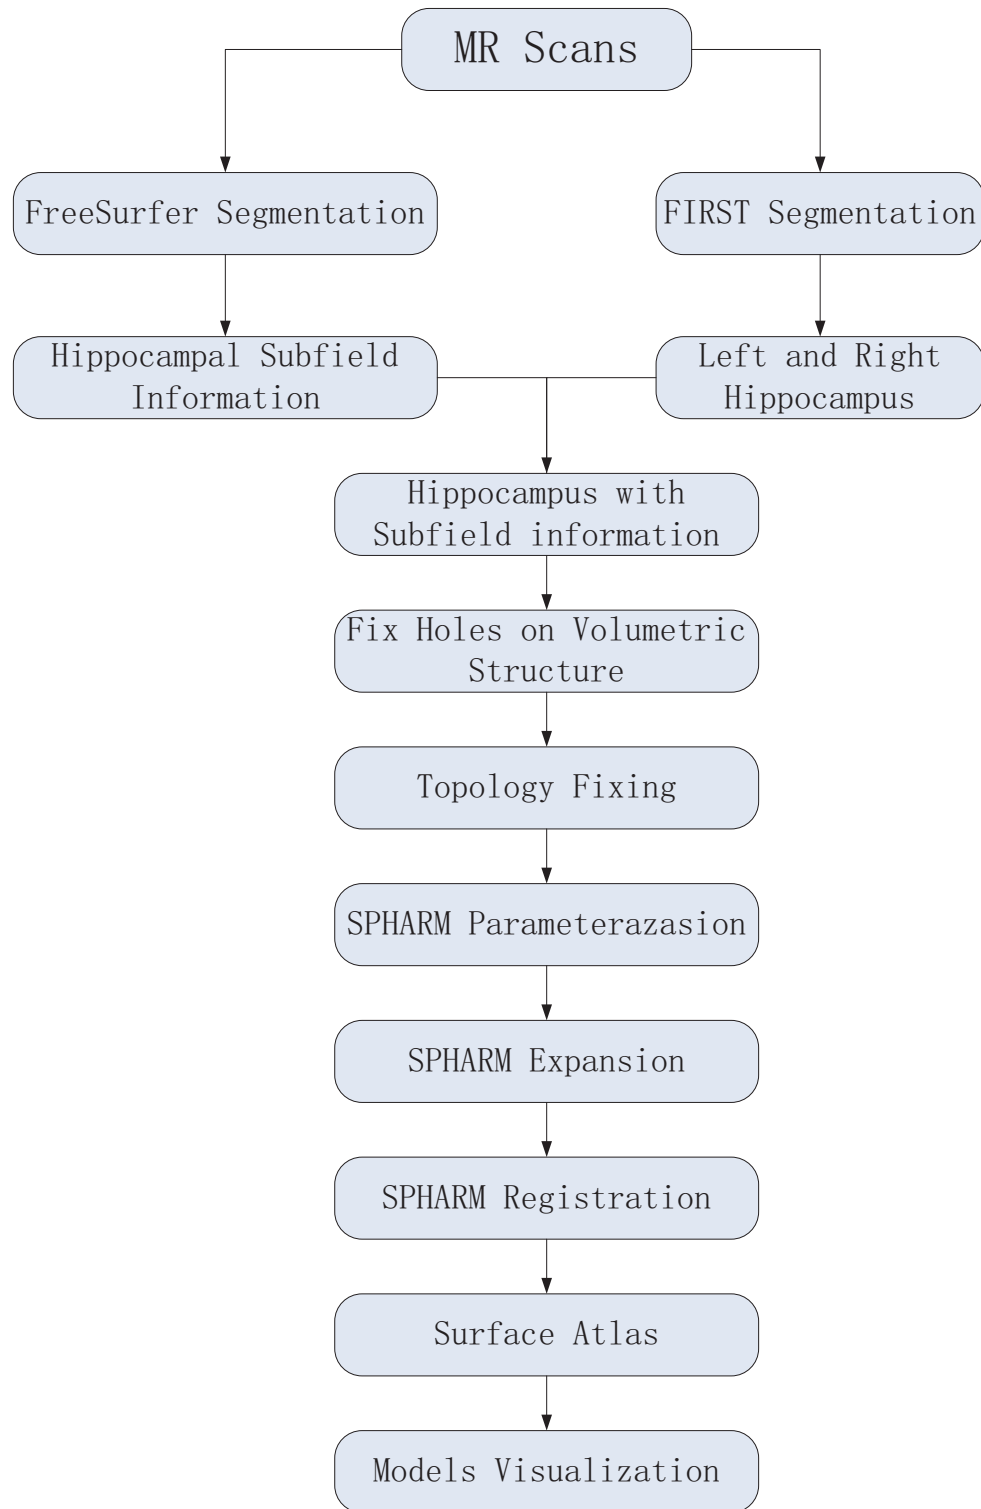 MR Scans
FreeSurfer Segmentation
FIRST Segmentation
Hippocampal Subfield
Information
Left and Right
Hippocampus
Hippocampus with
Subfield information
Fix Holes on Volumetric
Structure
Topology Fixing
SPHARM Parameterazasion
SPHARM Expansion
SPHARM Registration
Surface Atlas
Models Visualization